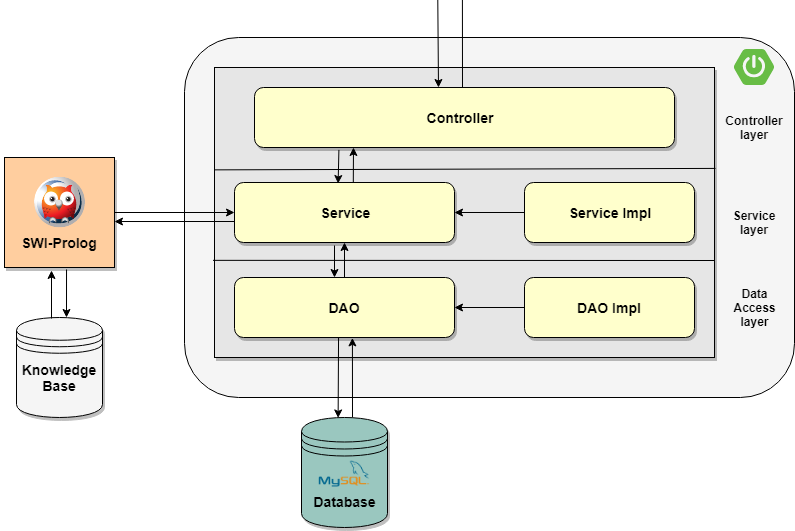 Controller
Controller
layer
SWI-Prolog
Service
Service Impl
Service
layer
DAO
DAO Impl
Data
Access
layer
Knowledge
Base
MySQL
Database